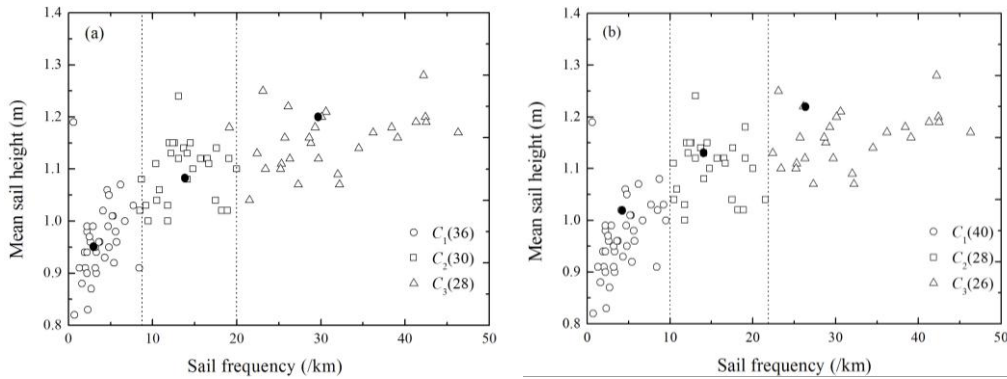 1.4
1.3
1.2
1.1
1.0
0.9
0.8
Mean sail height (m)
(a)
C₁(36)
C₂(30)
C₃(28)
0 10 20 30 40 50
Sail frequency (/km)
1.4
1.3
1.2
1.1
1.0
0.9
0.8
Mean sail height (m)
(b)
C₁(40)
C₂(28)
C₃(26)
0 10 20 30 40 50
Sail frequency (/km)